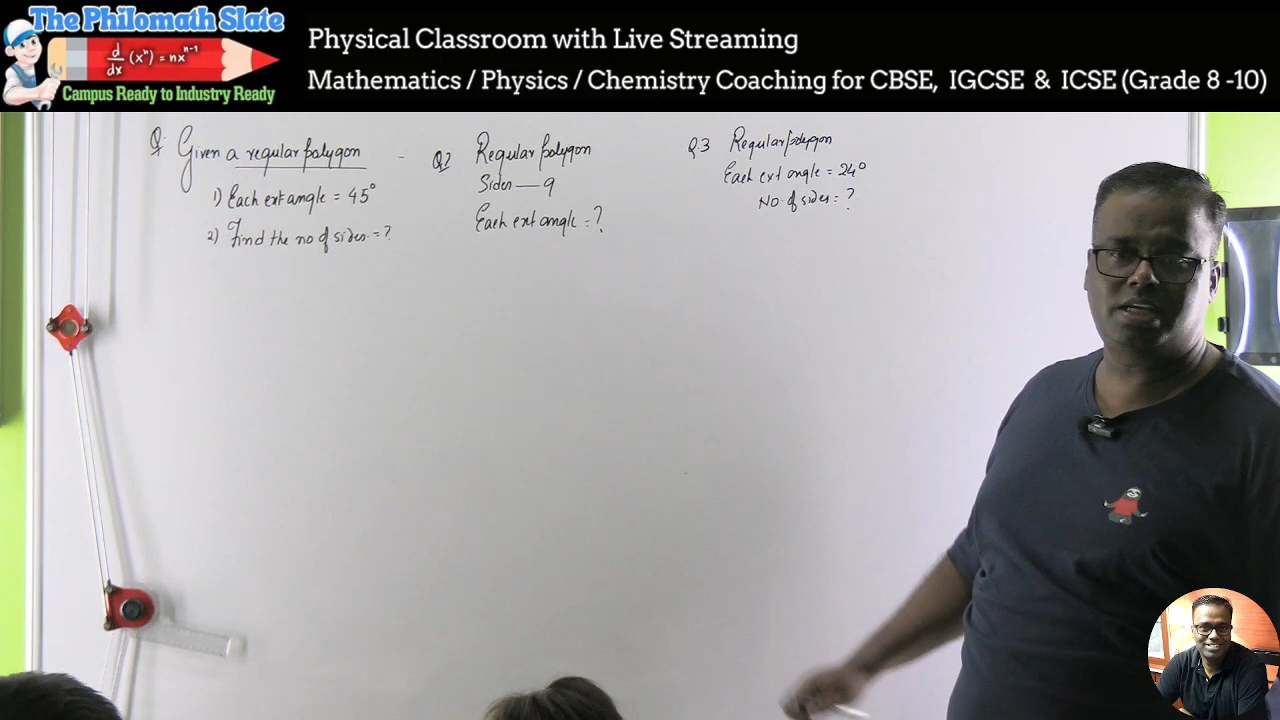 The Philomath Slate
d/dx (xⁿ) = nxⁿ⁻¹
Campus Ready to Industry Ready
Physical Classroom with Live Streaming
Mathematics / Physics / Chemistry Coaching for CBSE, IGCSE & ICSE (Grade 8 -10)
Q. Given a regular polygon
1) Each ext angle = 45°
2) Find the no of sides = ?
Q2 Regular polygon
Sides — 9
Each ext angle = ?
Q3 Regular polygon
Each ext angle = 24°
No. of sides = ?